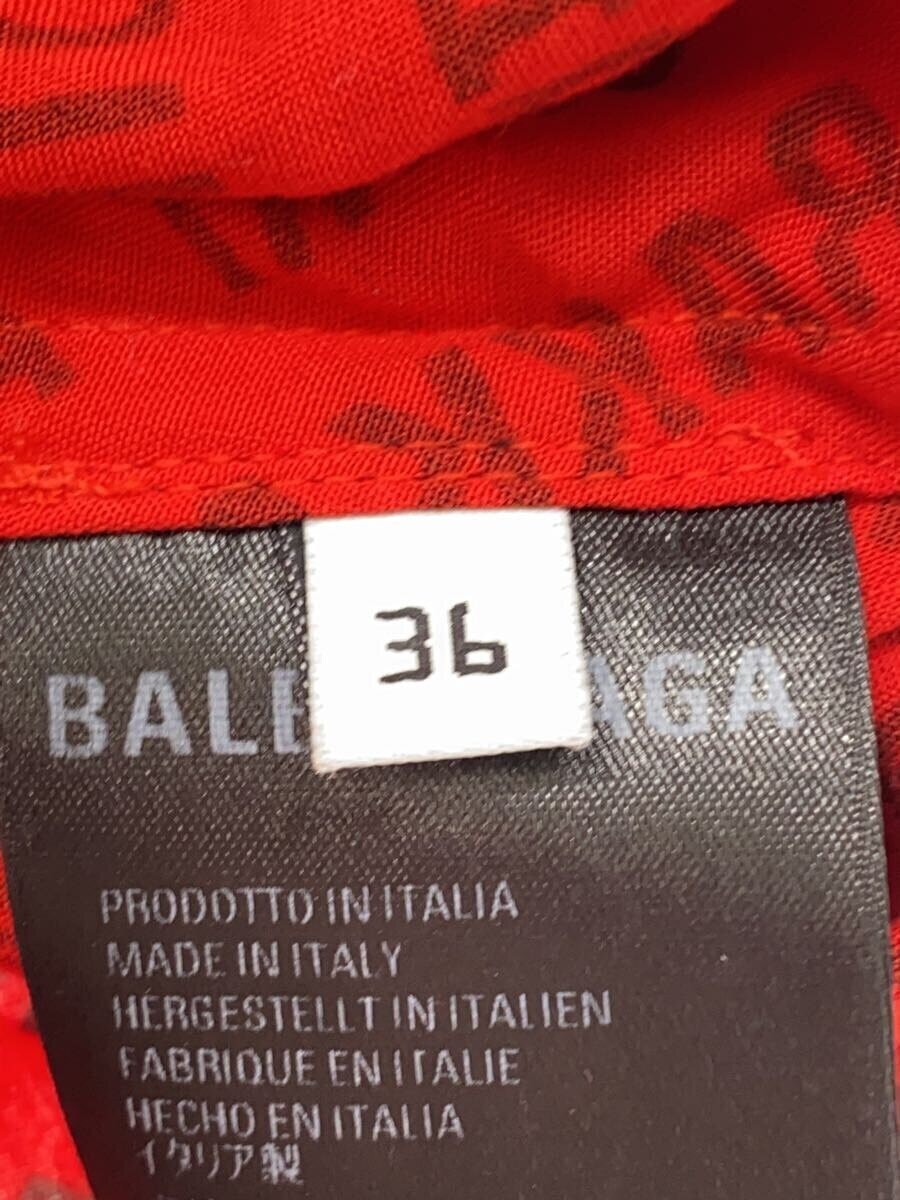 36
BALE AGA
PRODOTTO IN ITALIA
MADE IN ITALY
HERGESTELLT IN ITALIEN
FABRIQUE EN ITALIE
HECHO EN ITALIA
イタリア製